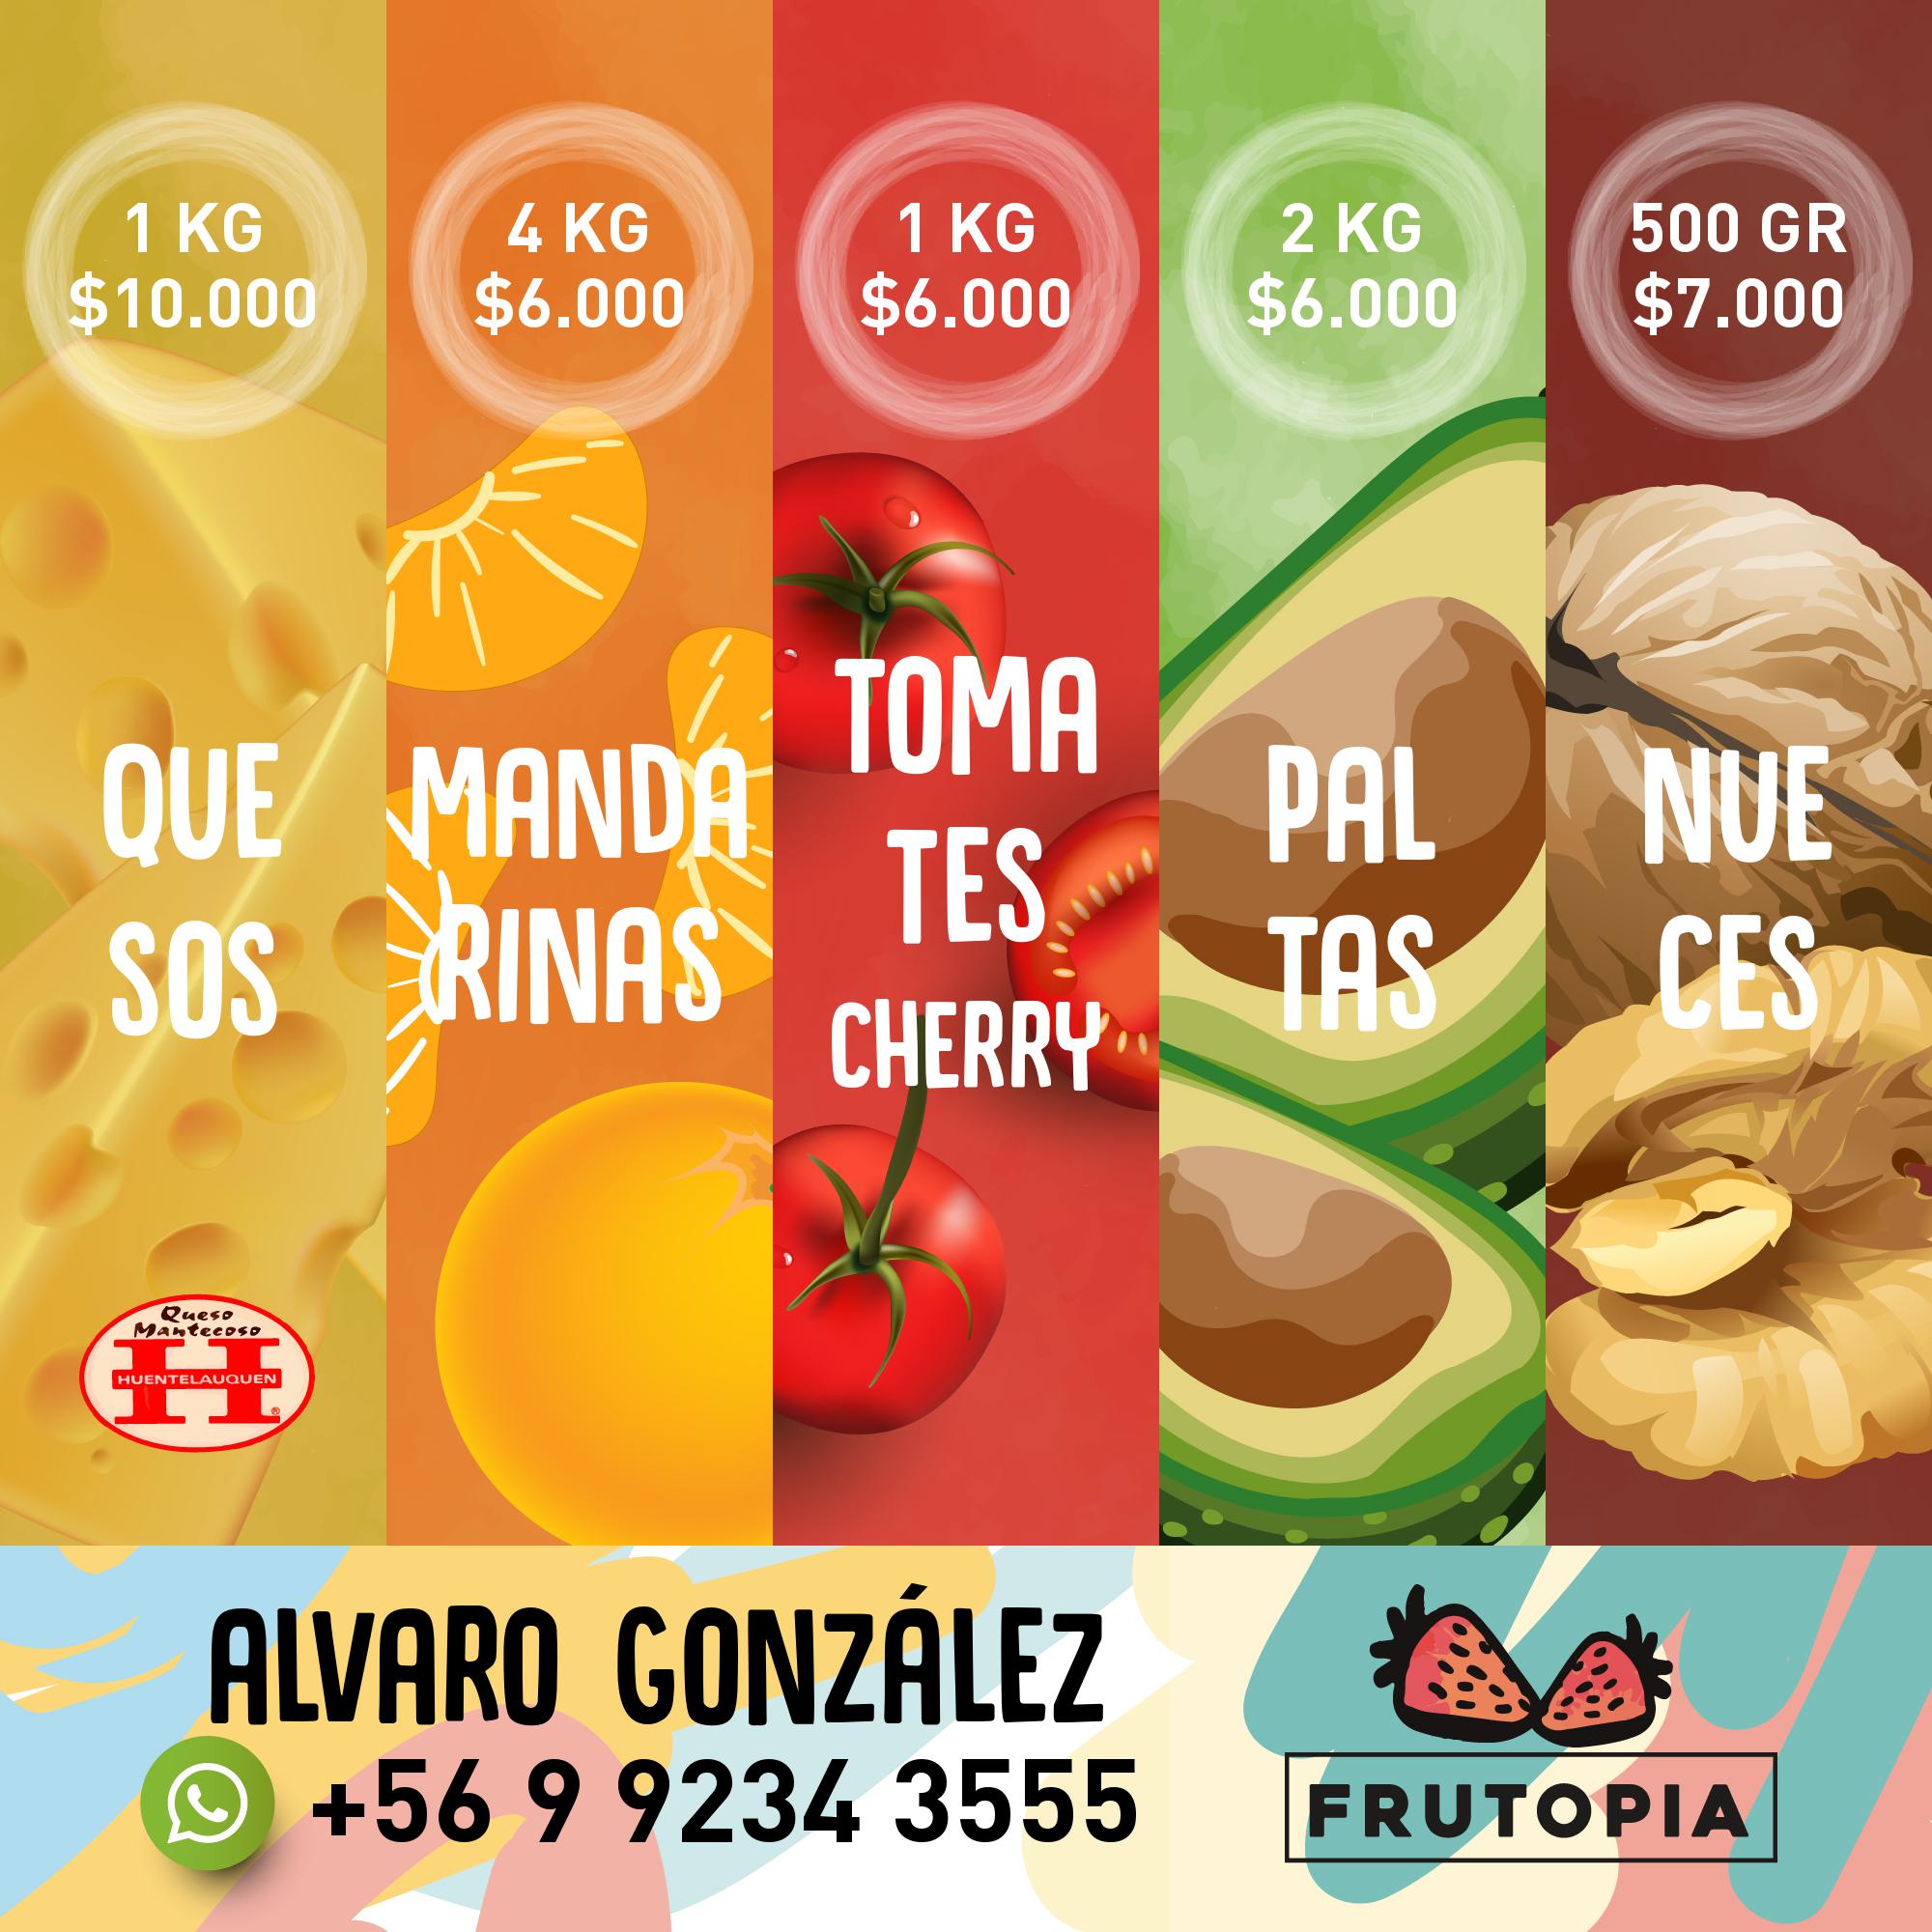 1 KG
$10.000
QUE
SOS
Queso
Mantecoso
H
HUENTELAUQUEN
®
4 KG
$6.000
MANDA
RINAS
1 KG
$6.000
TOMA
TES
CHERRY
2 KG
$6.000
PAL
TAS
500 GR
$7.000
NUE
CES
ALVARO GONZÁLEZ
+56 9 9234 3555
FRUTOPIA